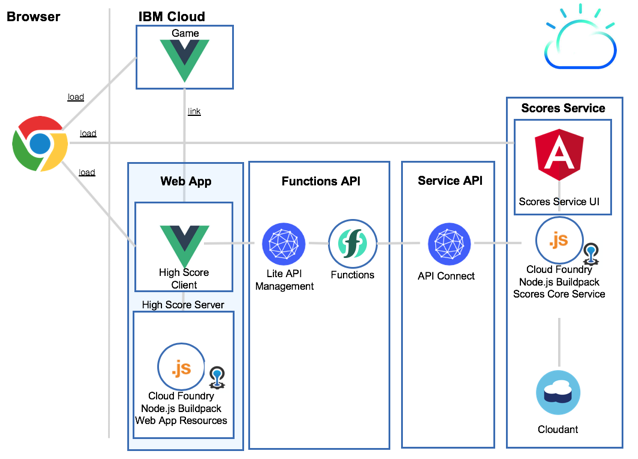 Browser
IBM Cloud
Game
load
link
load
load
Scores Service
A
Scores Service UI
Web App
Functions API
Service API
High Score
Client
Lite API
Management
Functions
API Connect
.js
Cloud Foundry
Node.js Buildpack
Scores Core Service
High Score Server
.js
Cloud Foundry
Node.js Buildpack
Web App Resources
Cloudant